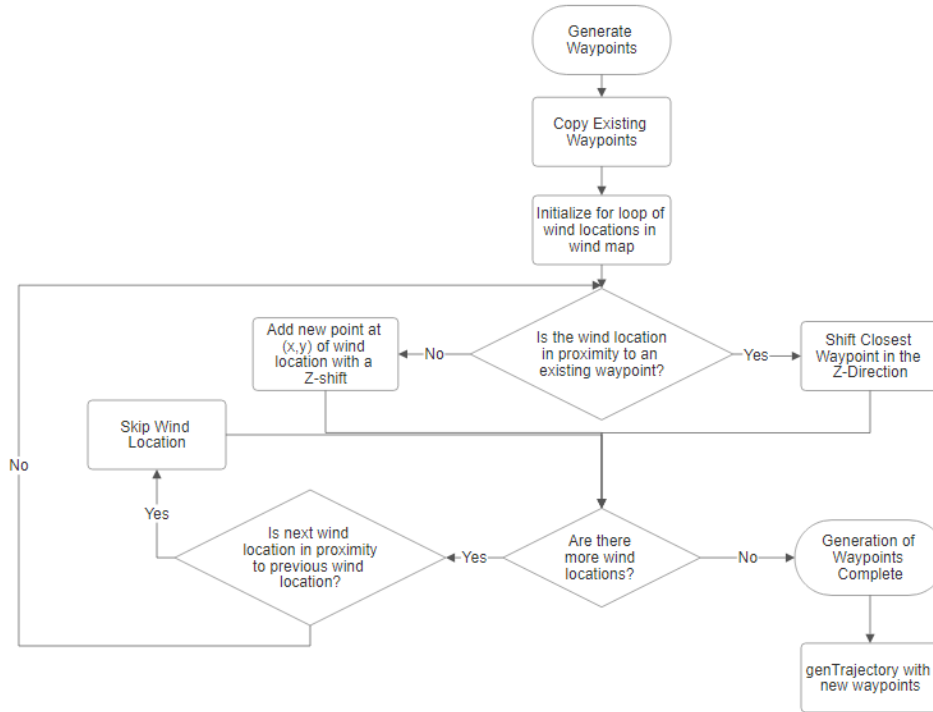 Generate
Waypoints
Copy Existing
Waypoints
Initialize for loop of
wind locations in
wind map
Add new point at
(x,y) of wind
location with a
Z-shift
No
Is the wind location
in proximity to an
existing waypoint?
Yes
Shift Closest
Waypoint in the
Z-Direction
Skip Wind
Location
No
Yes
Is next wind
location in proximity
to previous wind
location?
Yes
Are there
more wind
locations?
No
Generation of
Waypoints
Complete
genTrajectory with
new waypoints